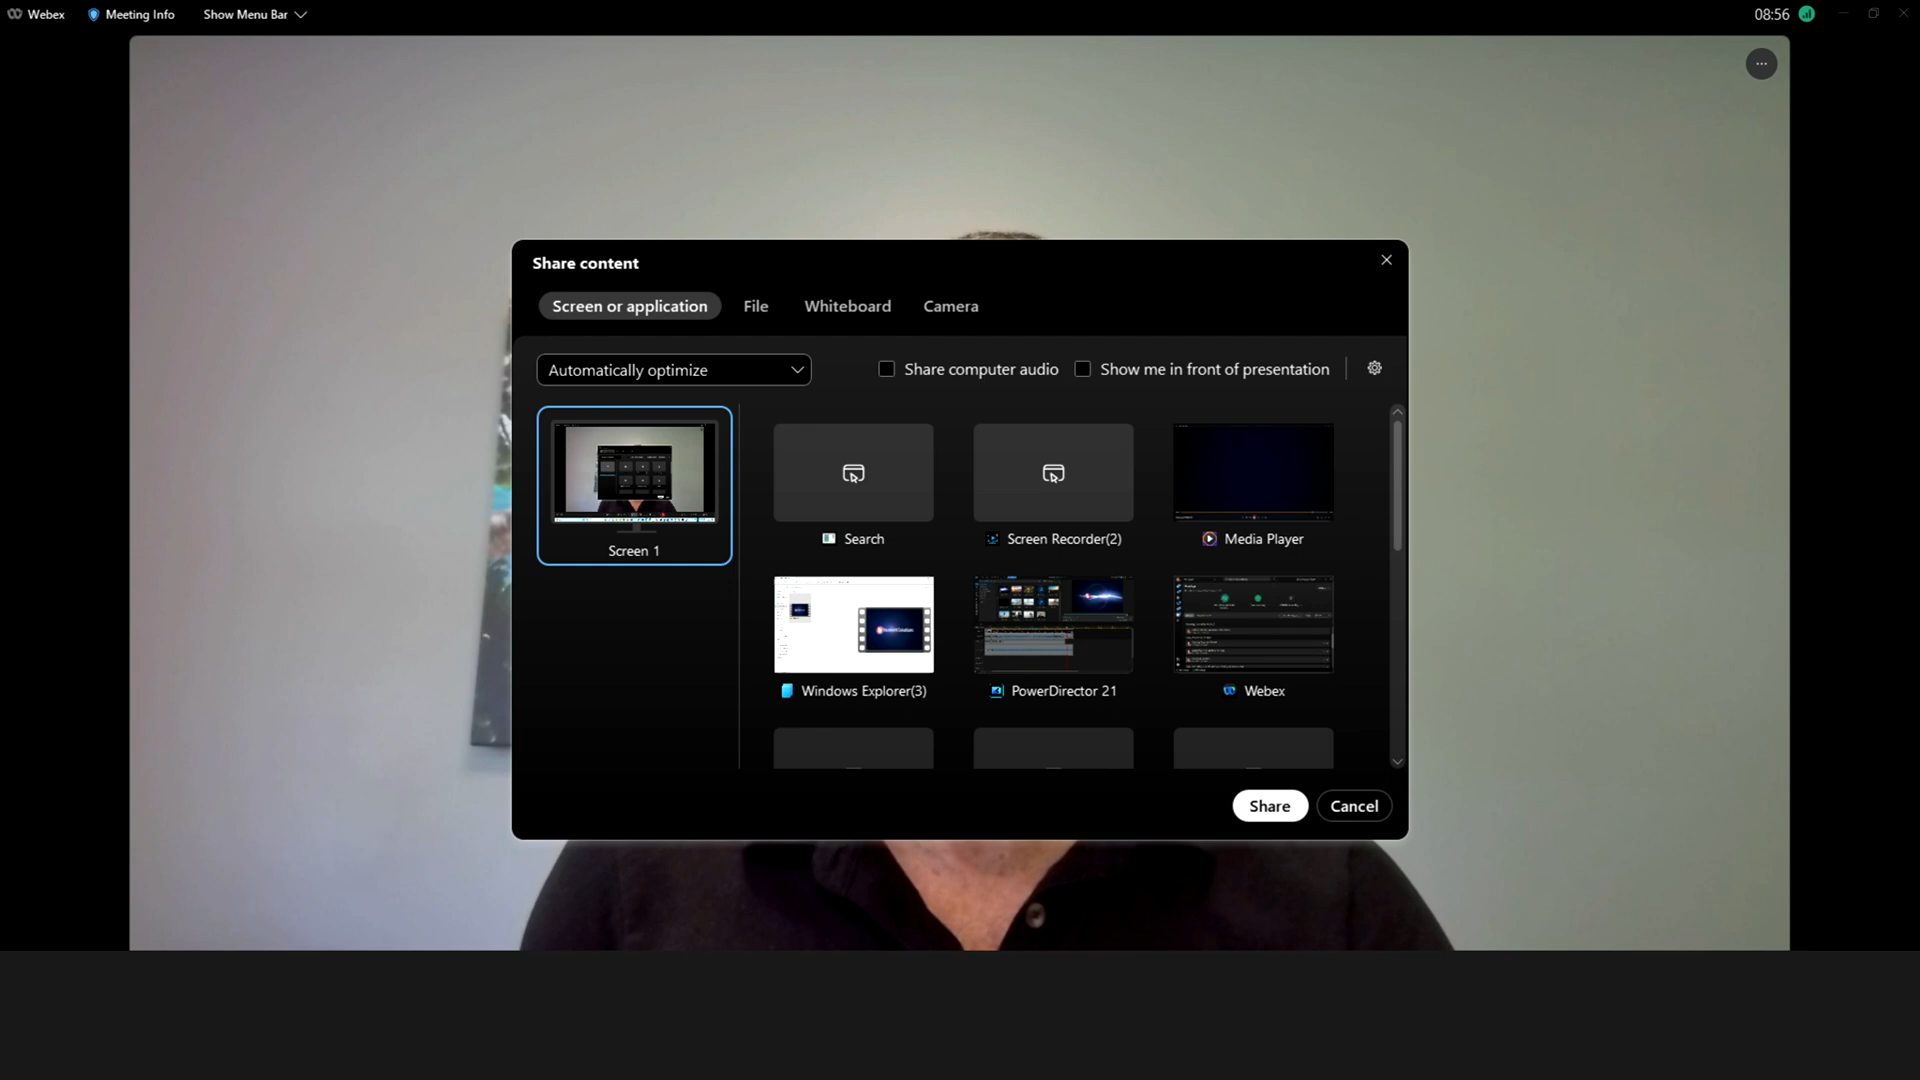 Webex
Meeting Info
Show Menu Bar
08:56
Share content
Screen or application
File
Whiteboard
Camera
Automatically optimize
Share computer audio
Show me in front of presentation
Screen 1
Search
Screen Recorder(2)
Media Player
Windows Explorer(3)
PowerDirector 21
Webex
Share
Cancel